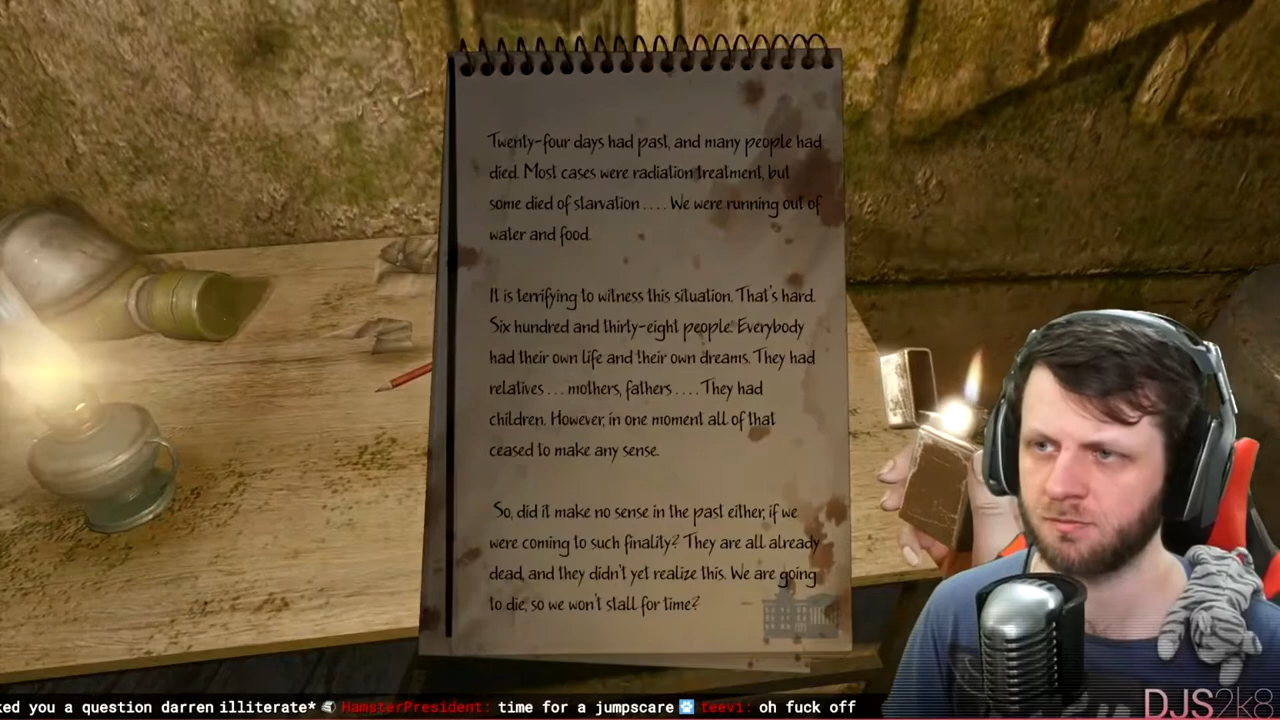 Twenty-four days had past, and many people had
died. Most cases were radiation treatment, but
some died of starvation . . . . We were running out of
water and food.
It is terrifying to witness this situation. That's hard.
Six hundred and thirty-eight people. Everybody
had their own life and their own dreams. They had
relatives . . . mothers, fathers . . . . They had
children. However, in one moment all of that
ceased to make any sense.
So, did it make no sense in the past either, if we
were coming to such finality? They are all already
dead, and they didn't yet realize this. We are going
to die, so we won't stall for time?
ked you a question darren illiterate* HamsterPresident: time for a jumpscare teevi: oh fuck off
DJS2k8